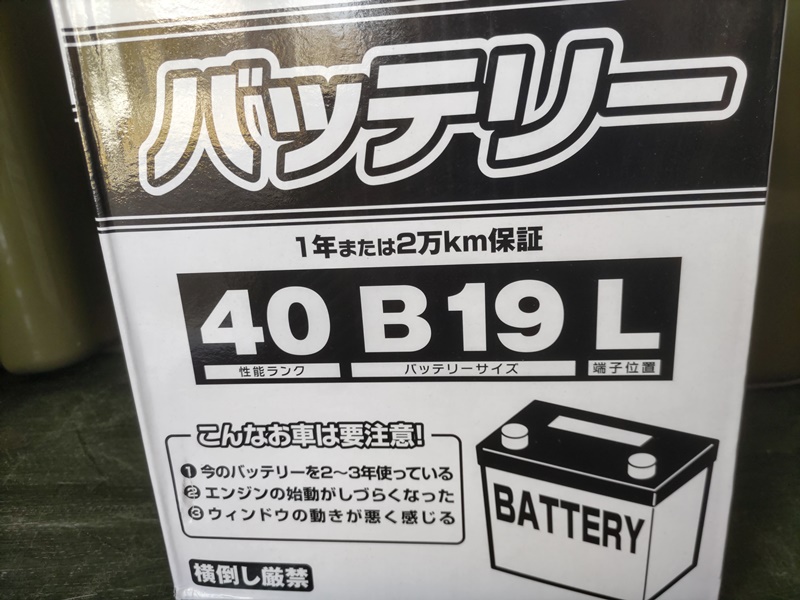 バッテリー
1年または2万km保証
40 B19 L
性能ランク バッテリーサイズ 端子位置
こんなお車は要注意!
① 今のバッテリーを2〜3年使っている
② エンジンの始動がしづらくなった
③ ウィンドウの動きが悪く感じる
BATTERY
横倒し厳禁